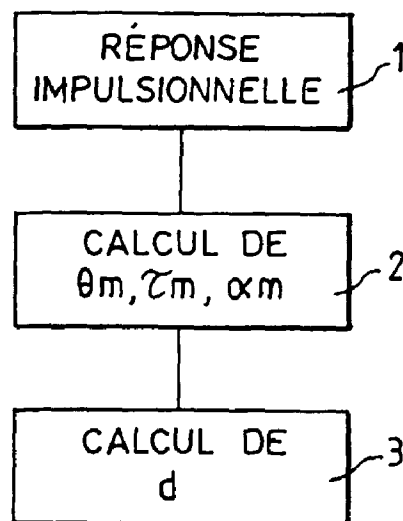 RÉPONSE
IMPULSIONNELLE
1
CALCUL DE
θm, τm, αm
2
CALCUL DE
d
3